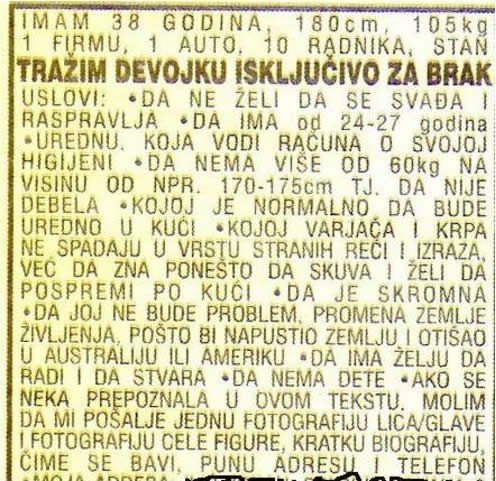 IMAM 38 GODINA, 180cm, 105kg
1 FIRMU, 1 AUTO, 10 RADNIKA, STAN
TRAŽIM DEVOJKU ISKLJUČIVO ZA BRAK
USLOVI: •DA NE ŽELI DA SE SVAĐA I
RASPRAVLJA •DA IMA od 24-27 godina
•UREDNU, KOJA VODI RAČUNA O SVOJOJ
HIGIJENI •DA NEMA VIŠE OD 60kg NA
VISINU OD NPR. 170-175cm TJ. DA NIJE
DEBELA •KOJOJ JE NORMALNO DA BUDE
UREDNO U KUĆI •KOJOJ VARJAČA I KRPA
NE SPADAJU U VRSTU STRANIH REČI I IZRAZA,
VEĆ DA ZNA PONEŠTO DA SKUVA I ŽELI DA
POSPREMI PO KUĆI •DA JE SKROMNA
•DA JOJ NE BUDE PROBLEM, PROMENA ZEMLJE
ŽIVLJENJA, POŠTO BI NAPUSTIO ZEMLJU I OTIŠAO
U AUSTRALIJU ILI AMERIKU •DA IMA ŽELJU DA
RADI I DA STVARA •DA NEMA DETE •AKO SE
NEKA PREPOZNALA U OVOM TEKSTU, MOLIM
DA MI POŠALJE JEDNU FOTOGRAFIJU LICA/GLAVE
I FOTOGRAFIJU CELE FIGURE, KRATKU BIOGRAFIJU,
ČIME SE BAVI, PUNU ADRESU I TELEFON
•MOJA ADRESA